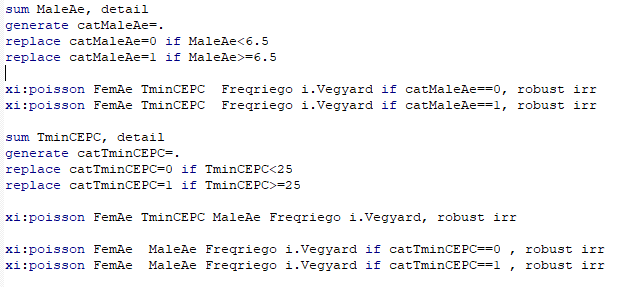 sum MaleAe, detail
generate catMaleAe=.
replace catMaleAe=0 if MaleAe<6.5
replace catMaleAe=1 if MaleAe>=6.5
xi:poisson FemAe TminCEPC  Freqriego i.Vegyard if catMaleAe==0, robust irr
xi:poisson FemAe TminCEPC  Freqriego i.Vegyard if catMaleAe==1, robust irr
sum TminCEPC, detail
generate catTminCEPC=.
replace catTminCEPC=0 if TminCEPC<25
replace catTminCEPC=1 if TminCEPC>=25
xi:poisson FemAe TminCEPC MaleAe Freqriego i.Vegyard, robust irr
xi:poisson FemAe  MaleAe Freqriego i.Vegyard if catTminCEPC==0 , robust irr
xi:poisson FemAe  MaleAe Freqriego i.Vegyard if catTminCEPC==1 , robust irr